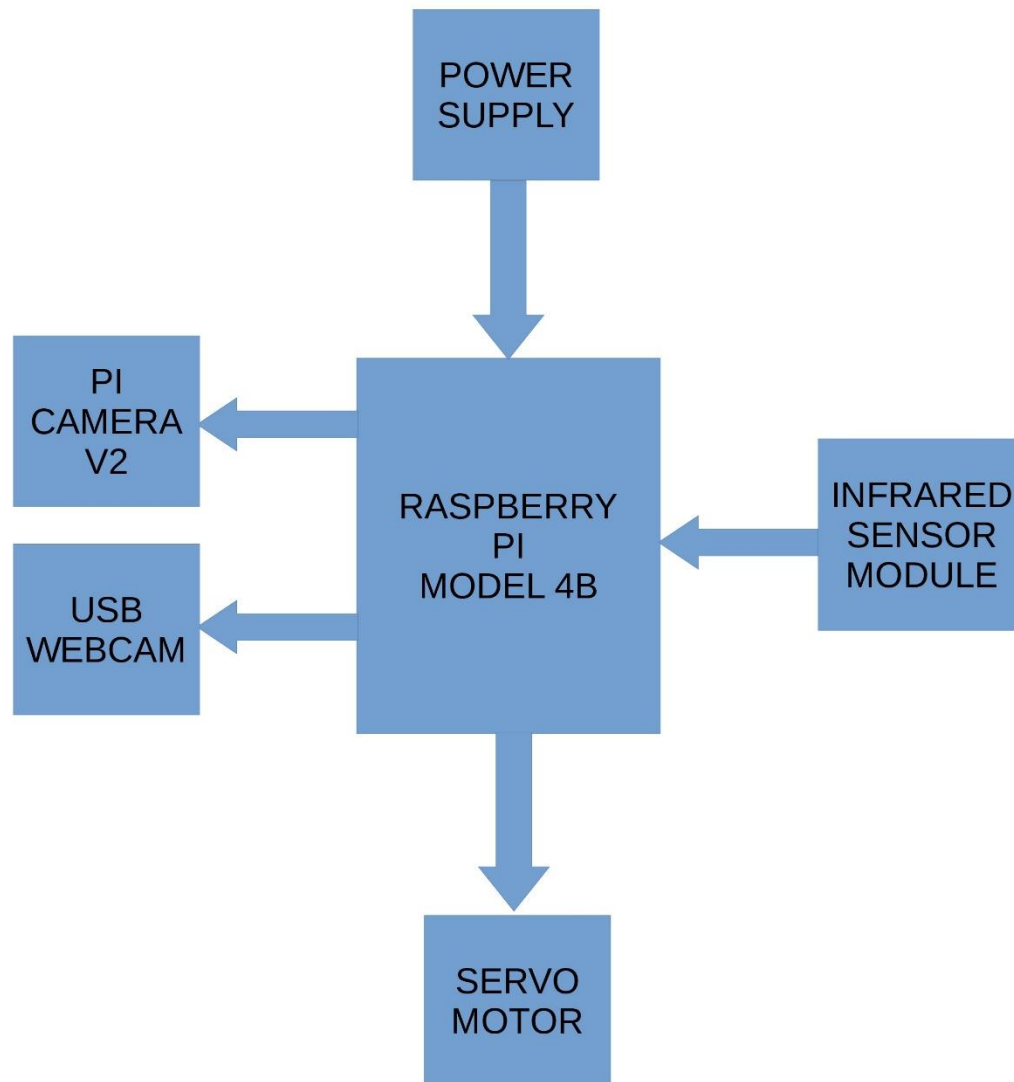 POWER
SUPPLY
PI
CAMERA
V2
RASPBERRY
PI
MODEL 4B
INFRARED
SENSOR
MODULE
USB
WEBCAM
SERVO
MOTOR